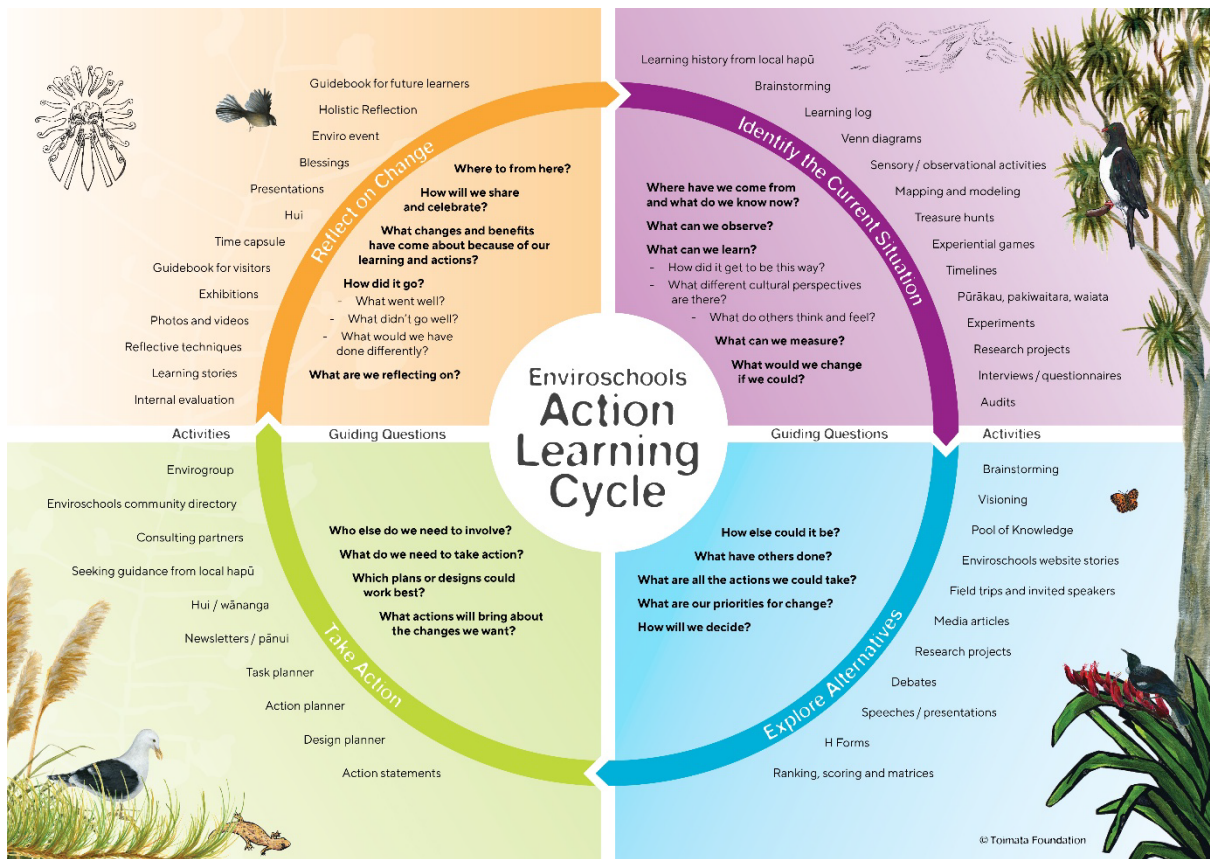 Enviroschools
Action
Learning
Cycle
Identify the Current Situation
Learning history from local hapū
Brainstorming
Learning log
Venn diagrams
Sensory / observational activities
Mapping and modeling
Treasure hunts
Experiential games
Timelines
Pūrākau, pakiwaitara, waiata
Experiments
Research projects
Interviews / questionnaires
Audits
Where have we come from
and what do we know now?
What can we observe?
What can we learn?
- How did it get to be this way?
- What different cultural perspectives
are there?
- What do others think and feel?
What can we measure?
What would we change
if we could?
Guiding Questions
Activities
Explore Alternatives
Brainstorming
Visioning
Pool of Knowledge
Enviroschools website stories
Field trips and invited speakers
Media articles
Research projects
Debates
Speeches / presentations
H Forms
Ranking, scoring and matrices
How else could it be?
What have others done?
What are all the actions we could take?
What are our priorities for change?
How will we decide?
Take Action
Envirogroup
Enviroschools community directory
Consulting partners
Seeking guidance from local hapū
Hui / wānanga
Newsletters / pānui
Task planner
Action planner
Design planner
Action statements
Who else do we need to involve?
What do we need to take action?
Which plans or designs could
work best?
What actions will bring about
the changes we want?
Activities
Guiding Questions
Reflect on Change
Guidebook for future learners
Holistic Reflection
Enviro event
Blessings
Presentations
Hui
Time capsule
Guidebook for visitors
Exhibitions
Photos and videos
Reflective techniques
Learning stories
Internal evaluation
Where to from here?
How will we share
and celebrate?
What changes and benefits
have come about because of our
learning and actions?
How did it go?
- What went well?
- What didn't go well?
- What would we have
done differently?
What are we reflecting on?
© Toimata Foundation